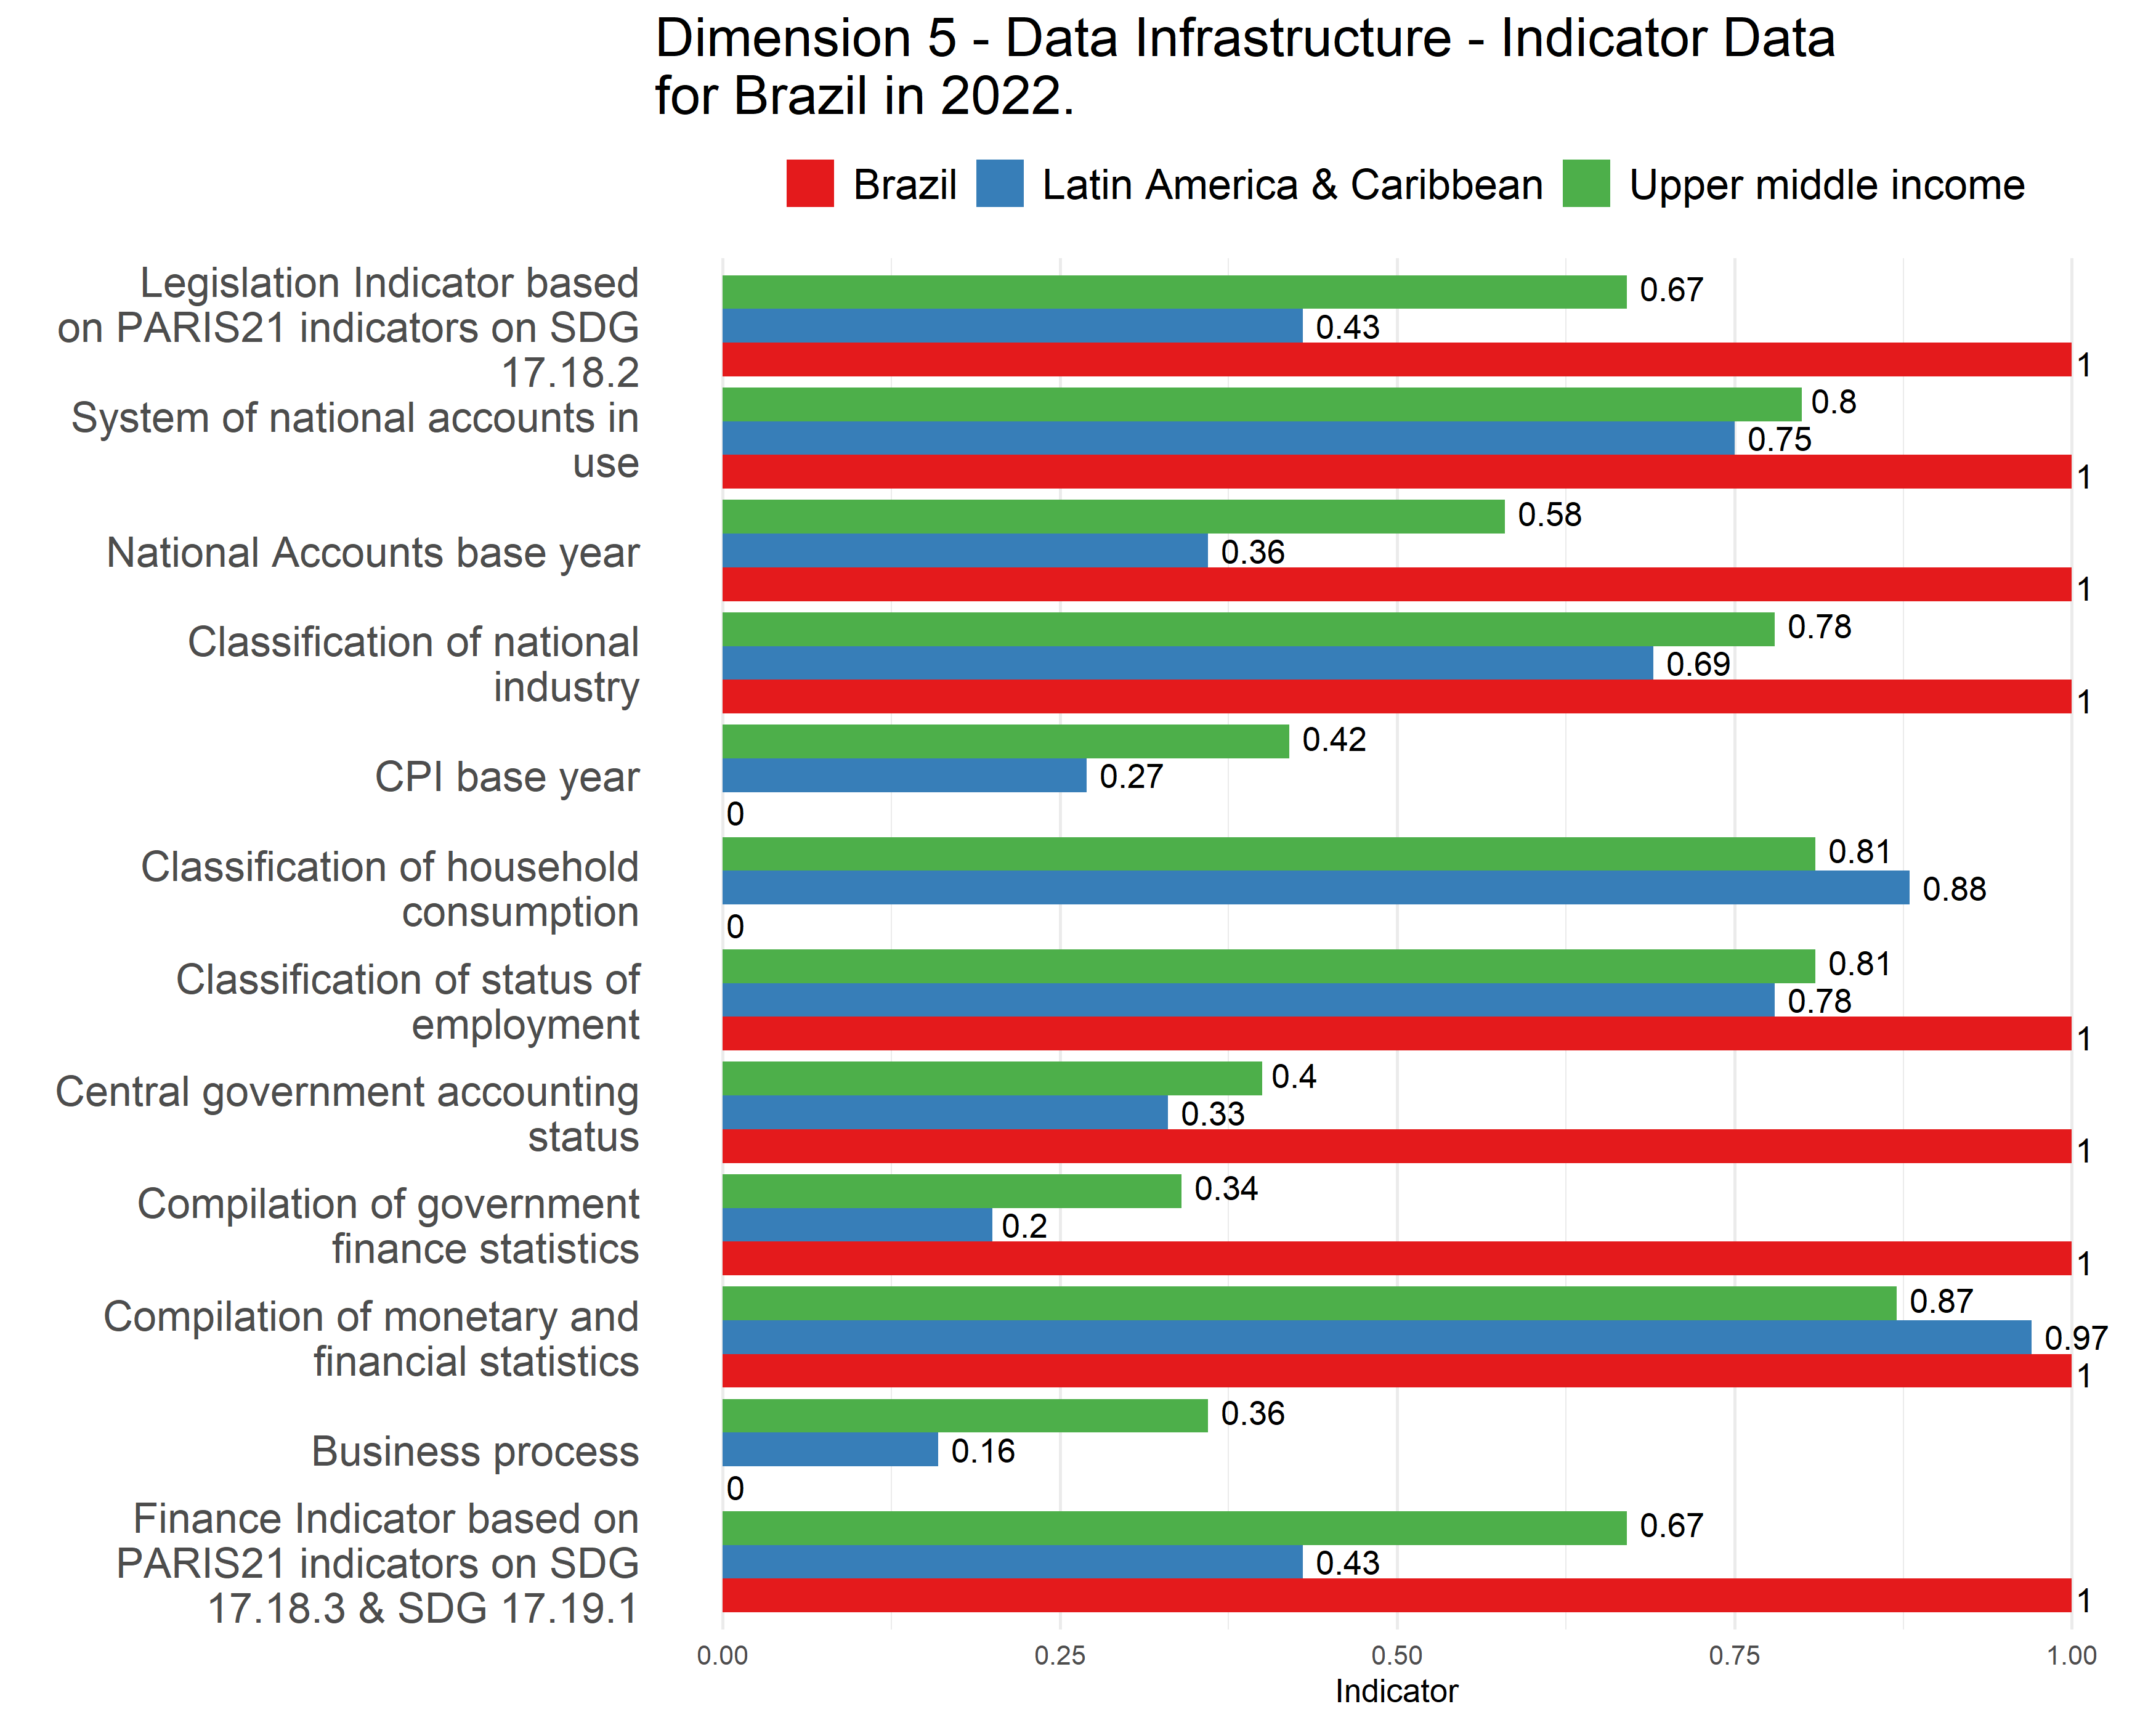 Dimension 5 - Data Infrastructure - Indicator Data
for Brazil in 2022.
Brazil
Latin America & Caribbean
Upper middle income
Legislation Indicator based
on PARIS21 indicators on SDG
17.18.2
0.67
0.43
1
System of national accounts in
use
0.8
0.75
1
National Accounts base year
0.58
0.36
1
Classification of national
industry
0.78
0.69
1
CPI base year
0.42
0.27
0
Classification of household
consumption
0.81
0.88
0
Classification of status of
employment
0.81
0.78
1
Central government accounting
status
0.4
0.33
1
Compilation of government
finance statistics
0.34
0.2
1
Compilation of monetary and
financial statistics
0.87
0.97
1
Business process
0.36
0.16
0
Finance Indicator based on
PARIS21 indicators on SDG
17.18.3 & SDG 17.19.1
0.67
0.43
1
0.00
0.25
0.50
0.75
1.00
Indicator